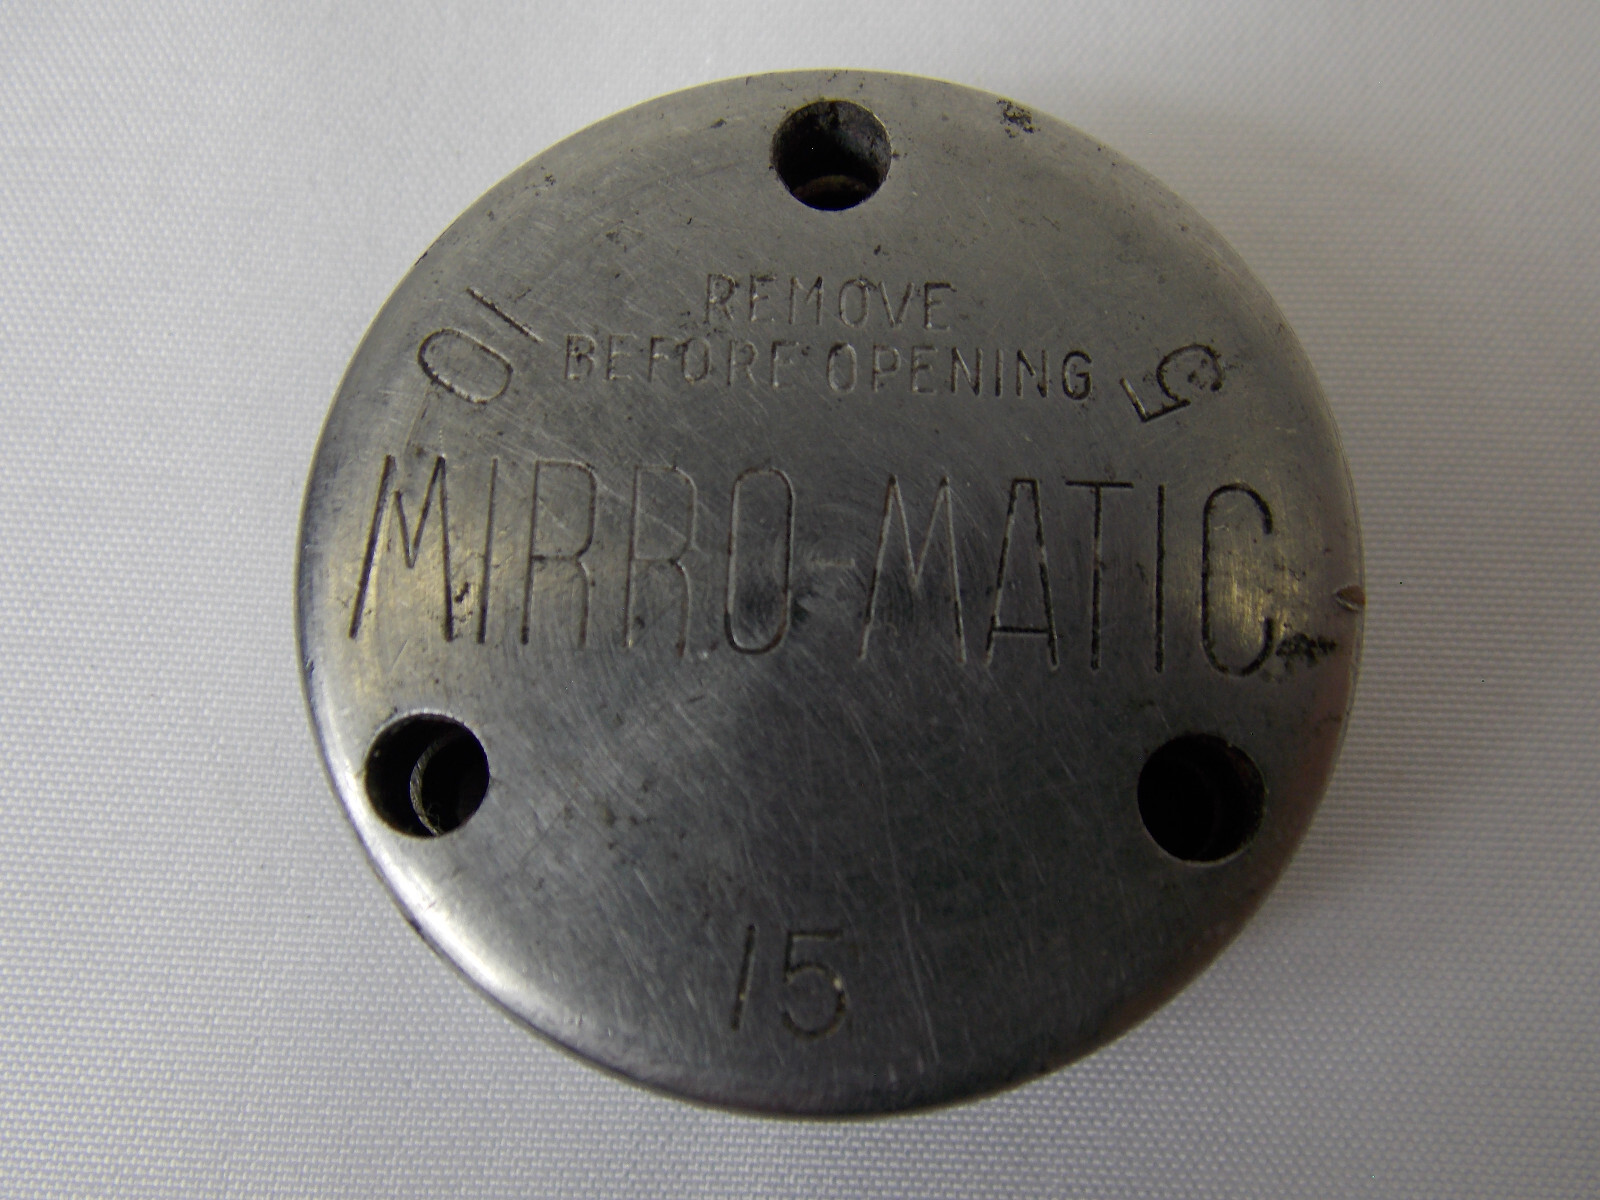 REMOVE
BEFORE OPENING
10
5
MIRRO-MATIC
15